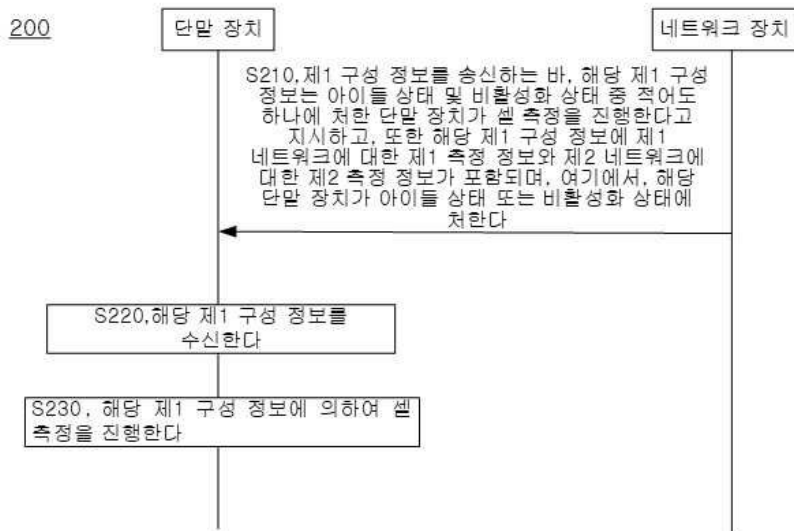 200
단말 장치
네트워크 장치
S210,제1 구성 정보를 송신하는 바, 해당 제1 구성
정보는 아이들 상태 및 비활성화 상태 중 적어도
하나에 처한 단말 장치가 셀 측정을 진행한다고
지시하고, 또한 해당 제1 구성 정보에 제1
네트워크에 대한 제1 측정 정보와 제2 네트워크에
대한 제2 측정 정보가 포함되며, 여기에서, 해당
단말 장치가 아이들 상태 또는 비활성화 상태에
처한다
S220,해당 제1 구성 정보를
수신한다
S230, 해당 제1 구성 정보에 의하여 셀
측정을 진행한다